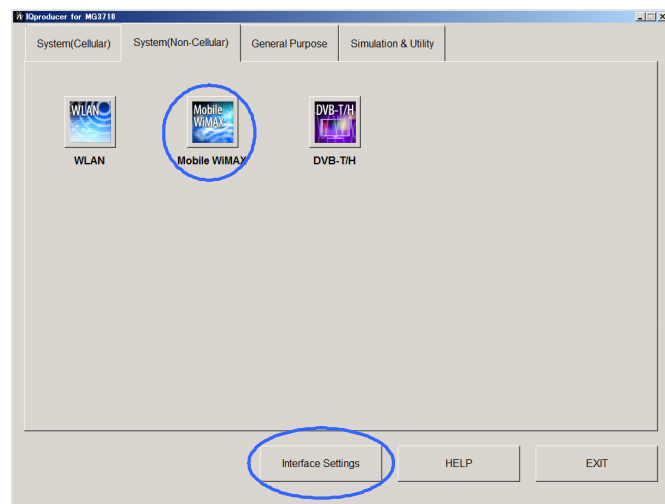 IQproducer for MG3710
System(Cellular) System(Non-Cellular) General Purpose Simulation & Utility
WLAN Mobile WiMAX DVB-T/H
WLAN Mobile WiMAX DVB-T/H
Interface Settings HELP EXIT